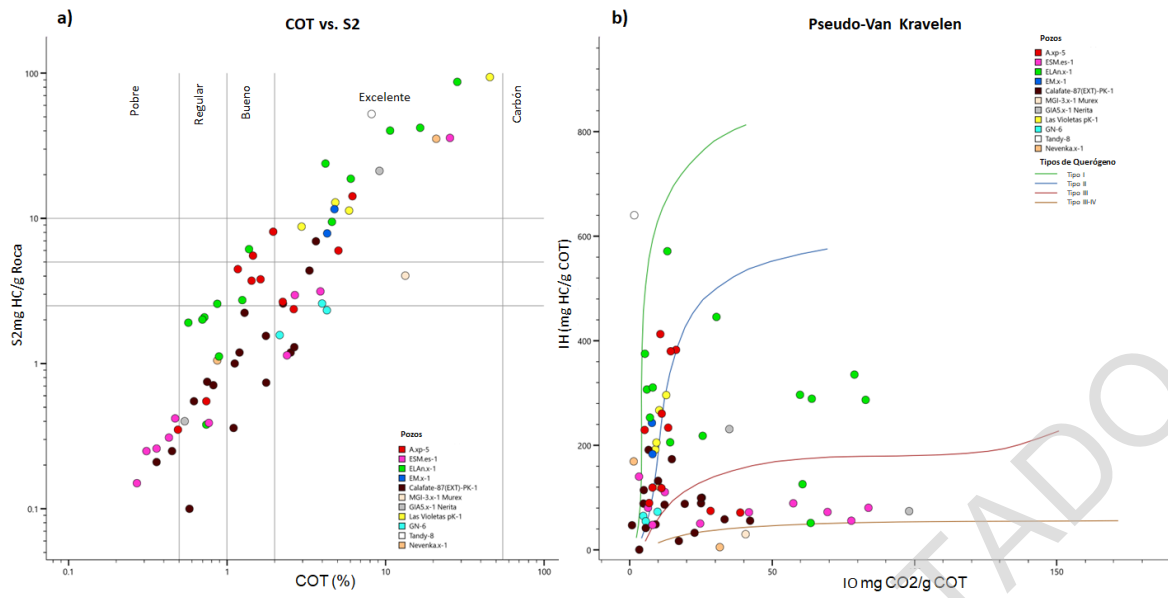 a)
COT vs. S2
S2mg HC/g Roca
100
10
1
0.1
Pobre
Regular
Bueno
Excelente
Carbón
Pozos
A.xp-5
ESM.es-1
ELAn.x-1
EM.x-1
Calafate-87(EXT)-PK-1
MGI-3.x-1 Murex
GIA5.x-1 Nerita
Las Violetas pK-1
GN-6
Tandy-8
Nevenka.x-1
0.1
1
10
100
COT (%)
b)
Pseudo-Van Kravelen
IH (mg HC/g COT)
800
600
400
200
0
Pozos
A.xp-5
ESM.es-1
ELAn.x-1
EM.x-1
Calafate-87(EXT)-PK-1
MGI-3.x-1 Murex
GIA5.x-1 Nerita
Las Violetas pK-1
GN-6
Tandy-8
Nevenka.x-1
Tipos de Querógeno
Tipo I
Tipo II
Tipo III
Tipo III-IV
0
50
100
150
IO mg CO2/g COT
TADO